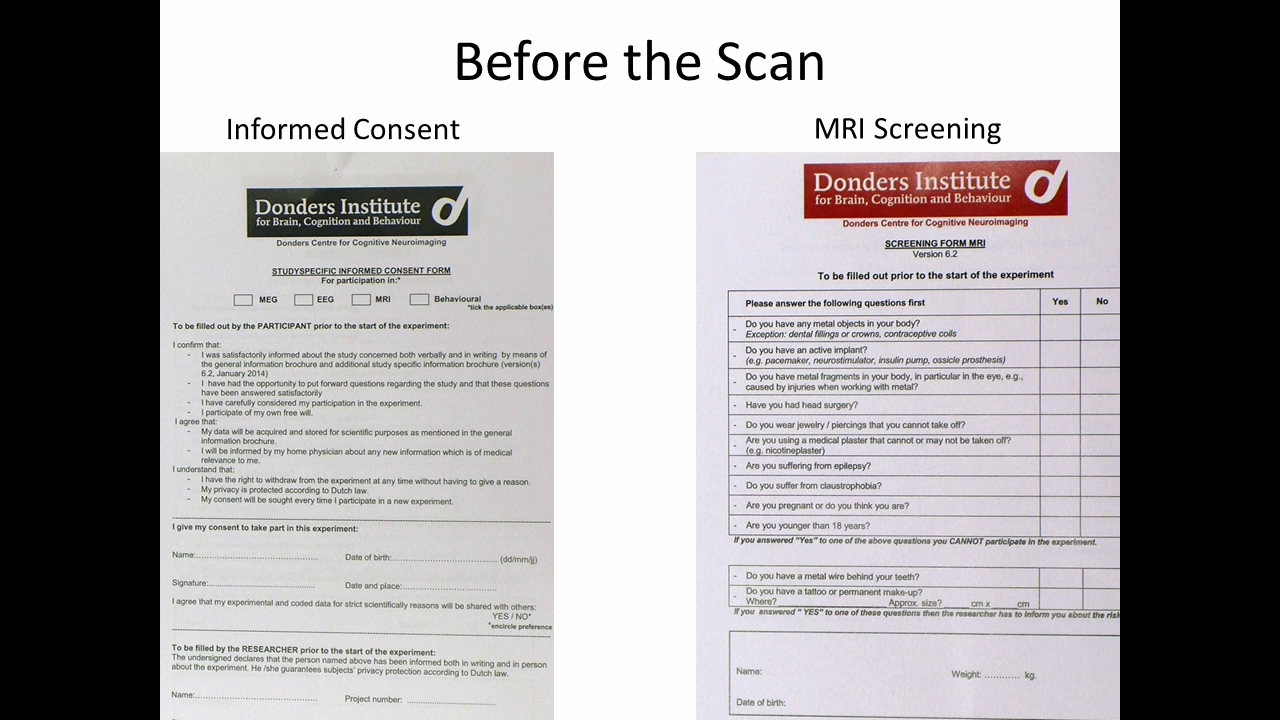 Before the Scan
Informed Consent
Donders Institute
for Brain, Cognition and Behaviour
Donders Centre for Cognitive Neuroimaging
STUDYSPECIFIC INFORMED CONSENT FORM
For participation in:*
MEG EEG MRI Behavioural
*tick the applicable box(es)
To be filled out by the PARTICIPANT prior to the start of the experiment:
I confirm that:
- I was satisfactorily informed about the study concerned both verbally and in writing by means of
the general information brochure and additional study specific information brochure (version(s)
6.2, January 2014)
- I have had the opportunity to put forward questions regarding the study and that these questions
have been answered satisfactorily
- I have carefully considered my participation in the experiment.
- I participate of my own free will.
I agree that:
- My data will be acquired and stored for scientific purposes as mentioned in the general
information brochure.
- I will be informed by my home physician about any new information which is of medical
relevance to me.
I understand that:
- I have the right to withdraw from the experiment at any time without having to give a reason.
- My privacy is protected according to Dutch law.
- My consent will be sought every time I participate in a new experiment.
I give my consent to take part in this experiment:
Name:.................................... Date of birth:.................................... (dd/mm/jj)
Signature:.................................... Date and place:....................................
I agree that my experimental and coded data for strict scientifically reasons will be shared with others:
YES / NO*
*encircle preference
To be filled by the RESEARCHER prior to the start of the experiment:
The undersigned declares that the person named above has been informed both in writing and in person
about the experiment. He /she guarantees subjects' privacy protection according to Dutch law.
Name:.................................... Project number: ....................................
MRI Screening
Donders Institute
for Brain, Cognition and Behaviour
Donders Centre for Cognitive Neuroimaging
SCREENING FORM MRI
Version 6.2
To be filled out prior to the start of the experiment
Please answer the following questions first Yes No
- Do you have any metal objects in your body?
Exception: dental fillings or crowns, contraceptive coils
- Do you have an active implant?
(e.g. pacemaker, neurostimulator, insulin pump, ossicle prosthesis)
- Do you have metal fragments in your body, in particular in the eye, e.g.,
caused by injuries when working with metal?
- Have you had head surgery?
- Do you wear jewelry / piercings that you cannot take off?
- Are you using a medical plaster that cannot or may not be taken off?
(e.g. nicotineplaster)
- Are you suffering from epilepsy?
- Do you suffer from claustrophobia?
- Are you pregnant or do you think you are?
- Are you younger than 18 years?
If you answered "Yes" to one of the above questions you CANNOT participate in the experiment.
- Do you have a metal wire behind your teeth?
- Do you have a tattoo or permanent make-up?
Where? ____________ Approx. size? _____cm x _____cm
If you answered " YES" to one of these questions then the researcher has to inform you about the risk
Name: Weight: ............ kg.
Date of birth: